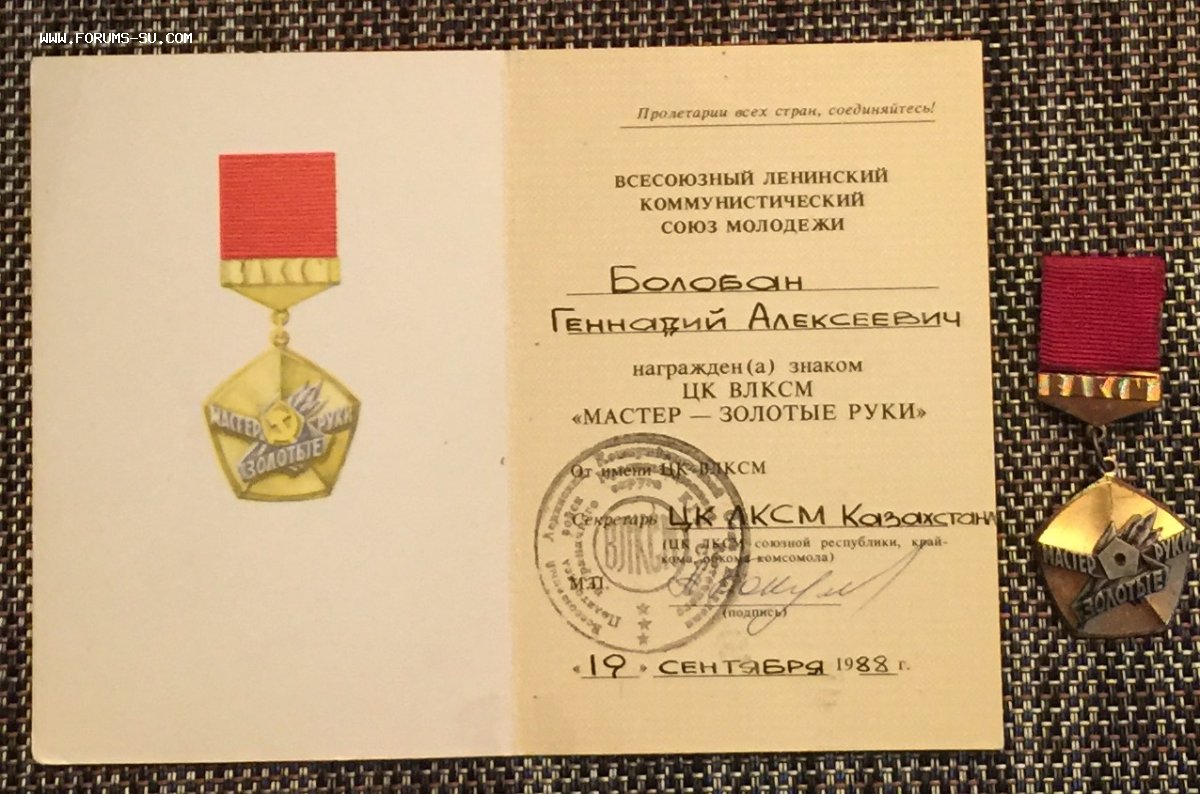 WWW.FORUMS-SU.COM
МАСТЕР РУКИ
ЗОЛОТЫЕ
Пролетарии всех стран, соединяйтесь!
ВСЕСОЮЗНЫЙ ЛЕНИНСКИЙ
КОММУНИСТИЧЕСКИЙ
СОЮЗ МОЛОДЕЖИ
Болобан
Геннадий Алексеевич
награжден(а) знаком
ЦК ВЛКСМ
«МАСТЕР — ЗОЛОТЫЕ РУКИ»
От имени ЦК ВЛКСМ
Секретарь ЦК ЛКСМ Казахстана
(ЦК ЛКСМ союзной республики, край-
кома, обкома комсомола)
М.П.
(подпись)
«19» сентября 1988 г.
ВЛКСМ
МАСТЕР РУКИ
ЗОЛОТЫЕ